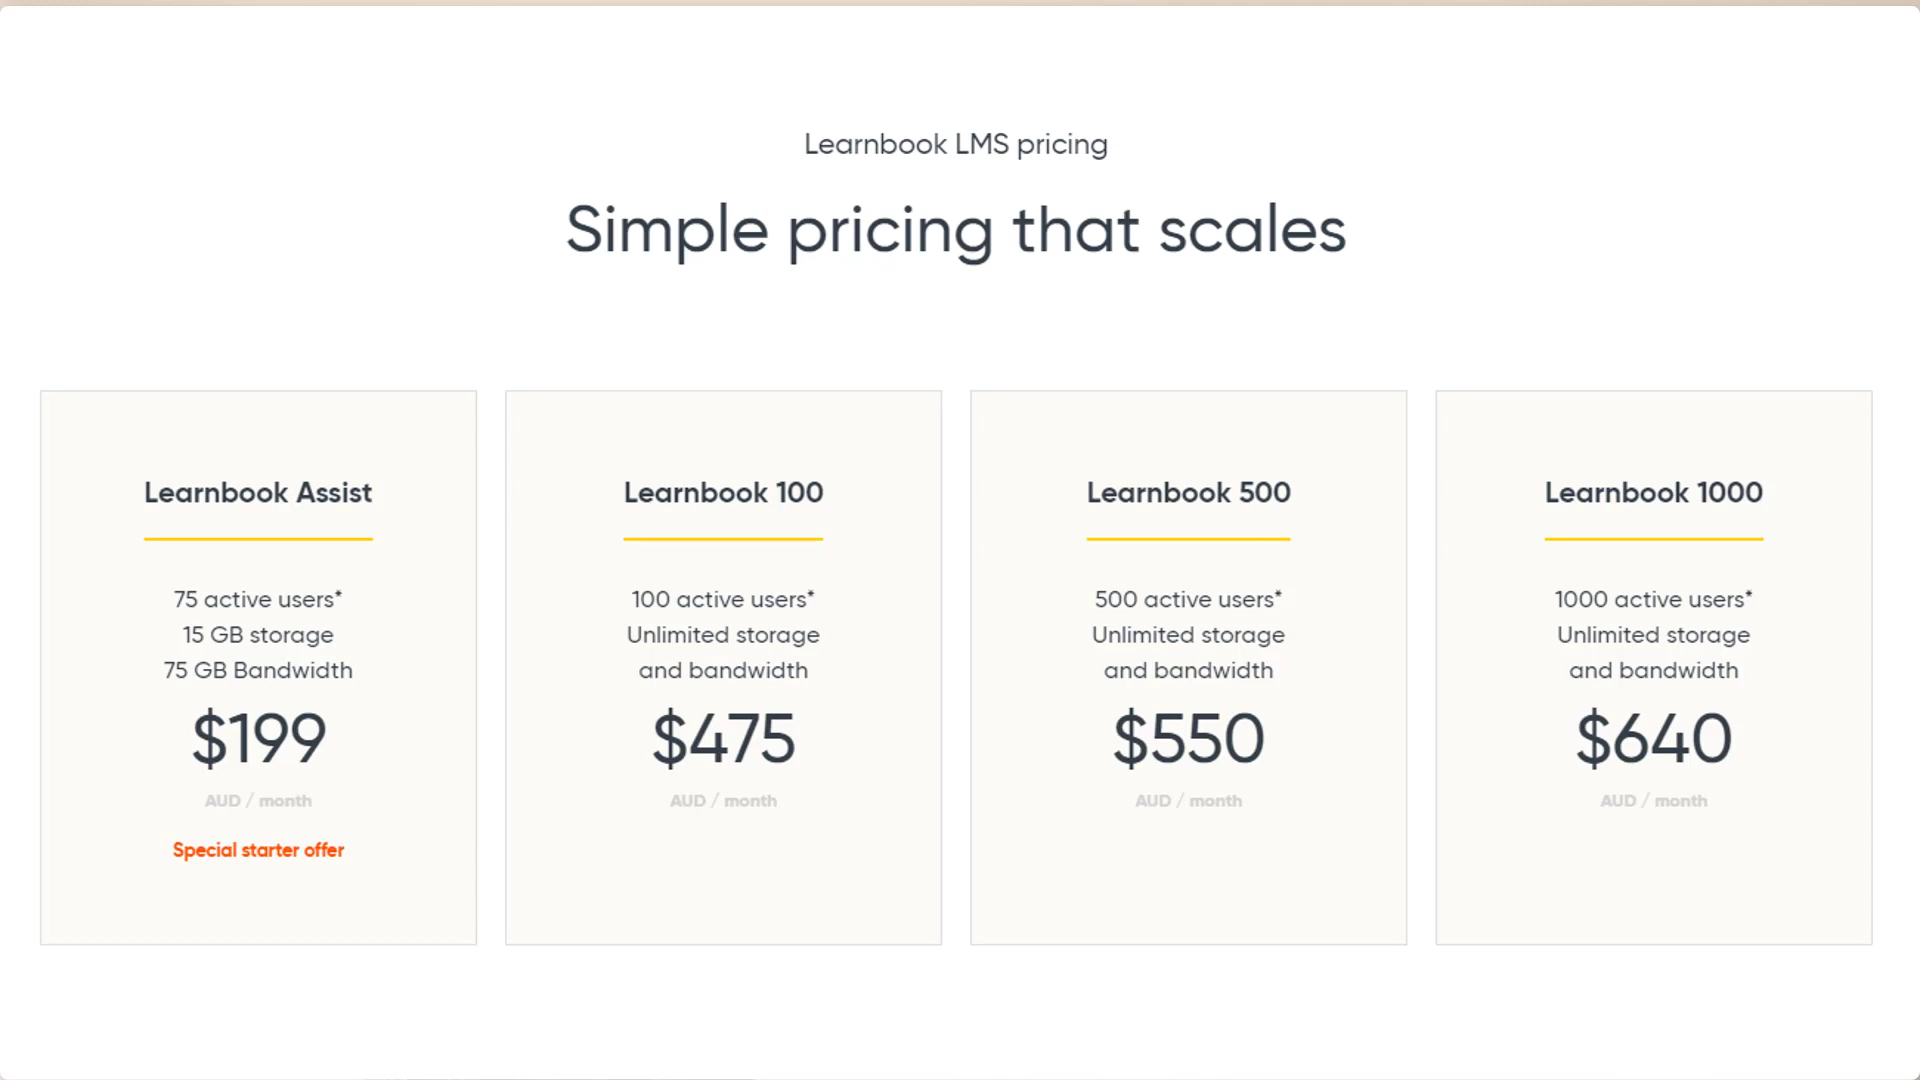 Learnbook LMS pricing
Simple pricing that scales
Learnbook Assist
75 active users*
15 GB storage
75 GB Bandwidth
$199
AUD / month
Special starter offer
Learnbook 100
100 active users*
Unlimited storage
and bandwidth
$475
AUD / month
Learnbook 500
500 active users*
Unlimited storage
and bandwidth
$550
AUD / month
Learnbook 1000
1000 active users*
Unlimited storage
and bandwidth
$640
AUD / month